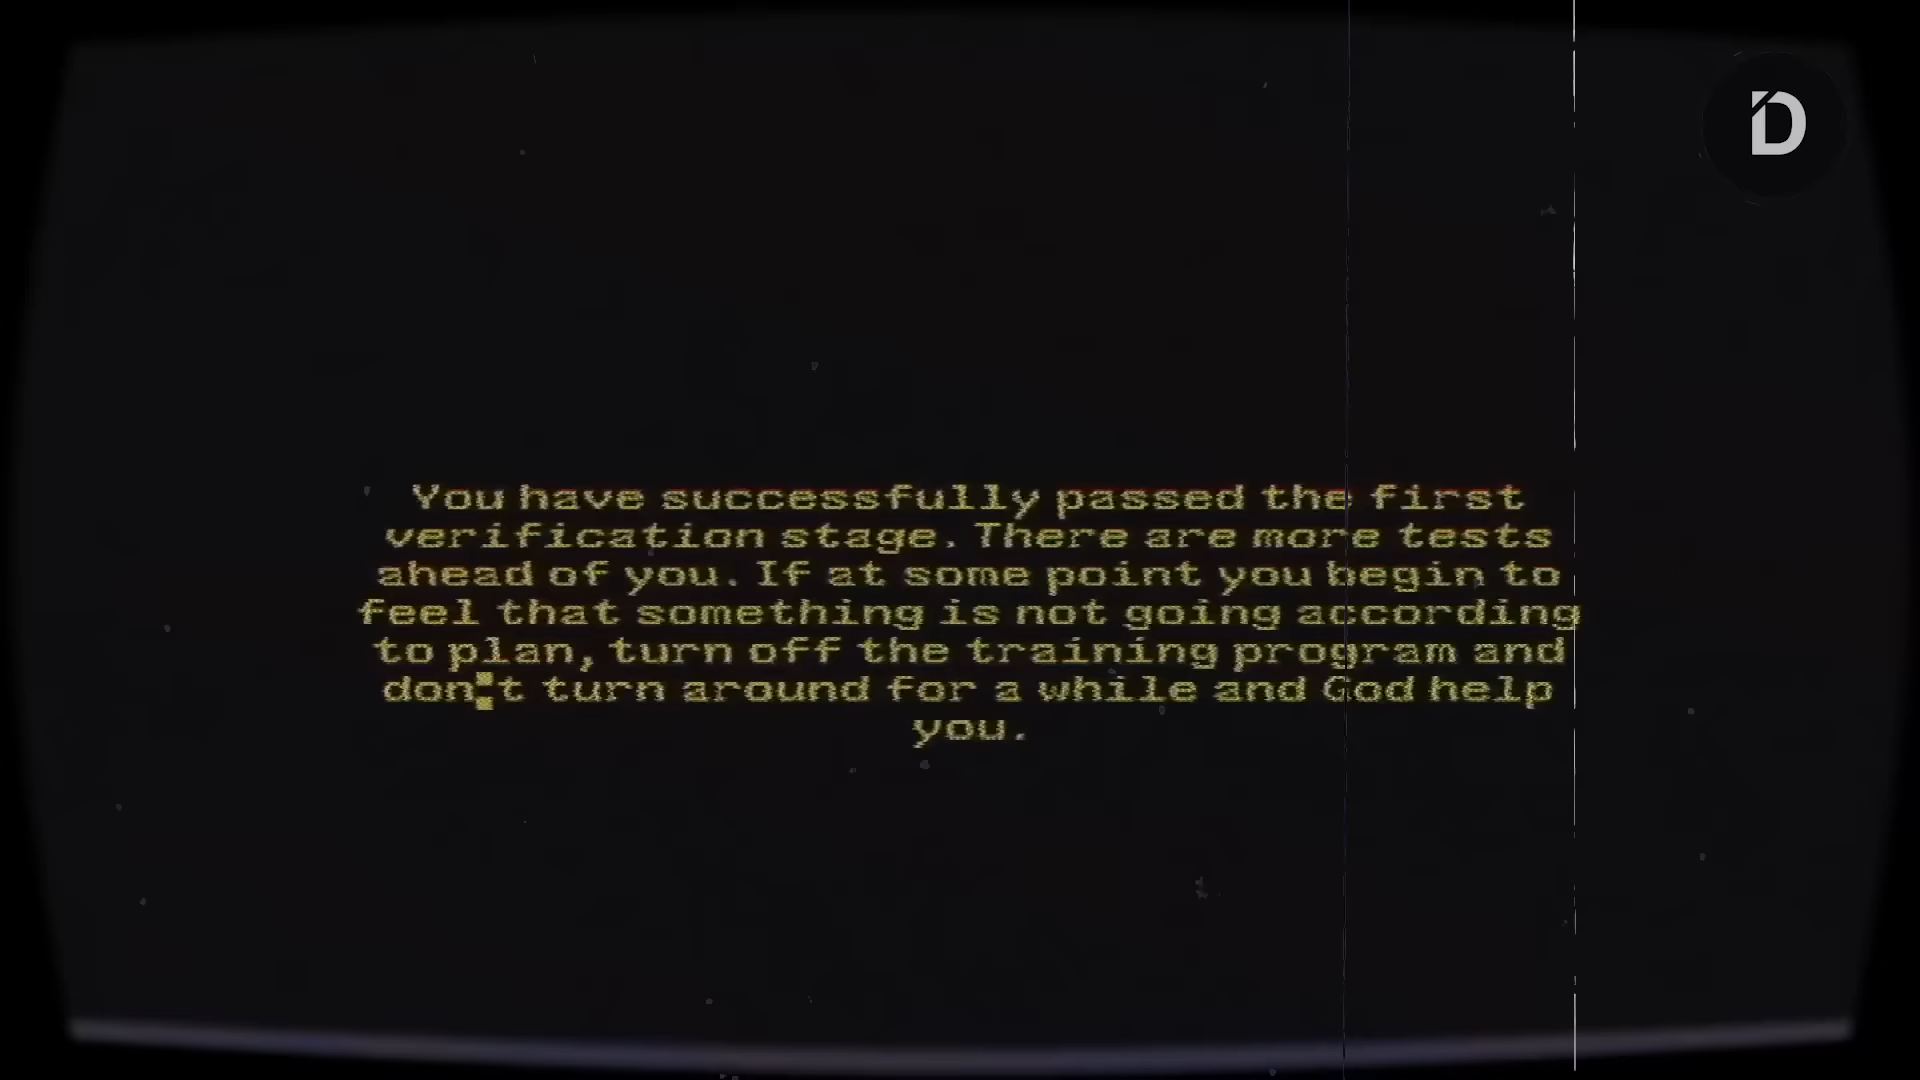 D
You have successfully passed the first
verification stage. There are more tests
ahead of you. If at some point you begin to
feel that something is not going according
to plan, turn off the training program and
don't turn around for a while and God help
you.